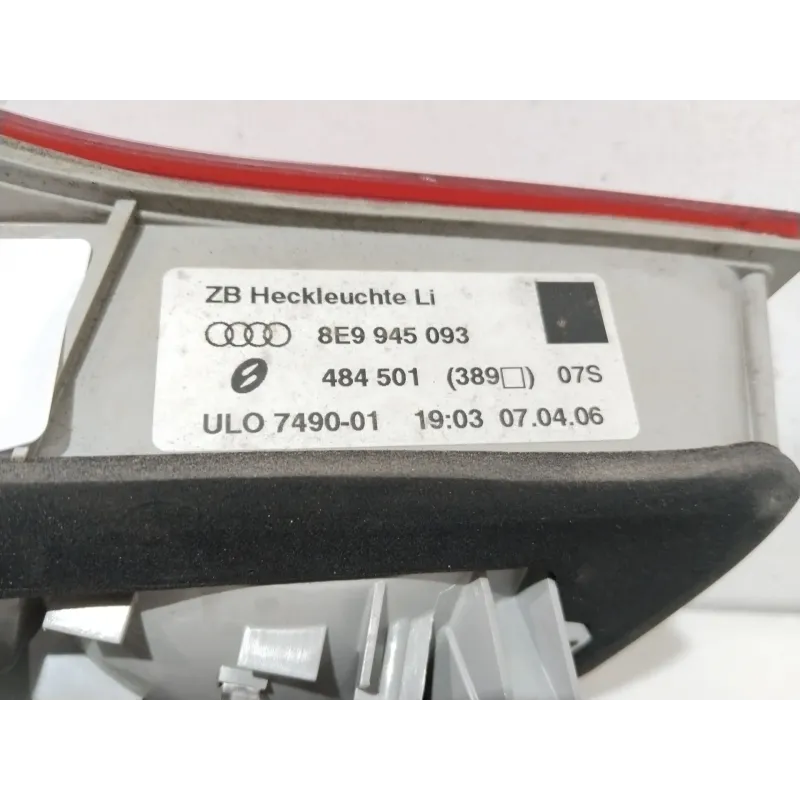 ZB Heckleuchte Li
8E9 945 093
484 501 (389□) 07S
ULO 7490-01 19:03 07.04.06